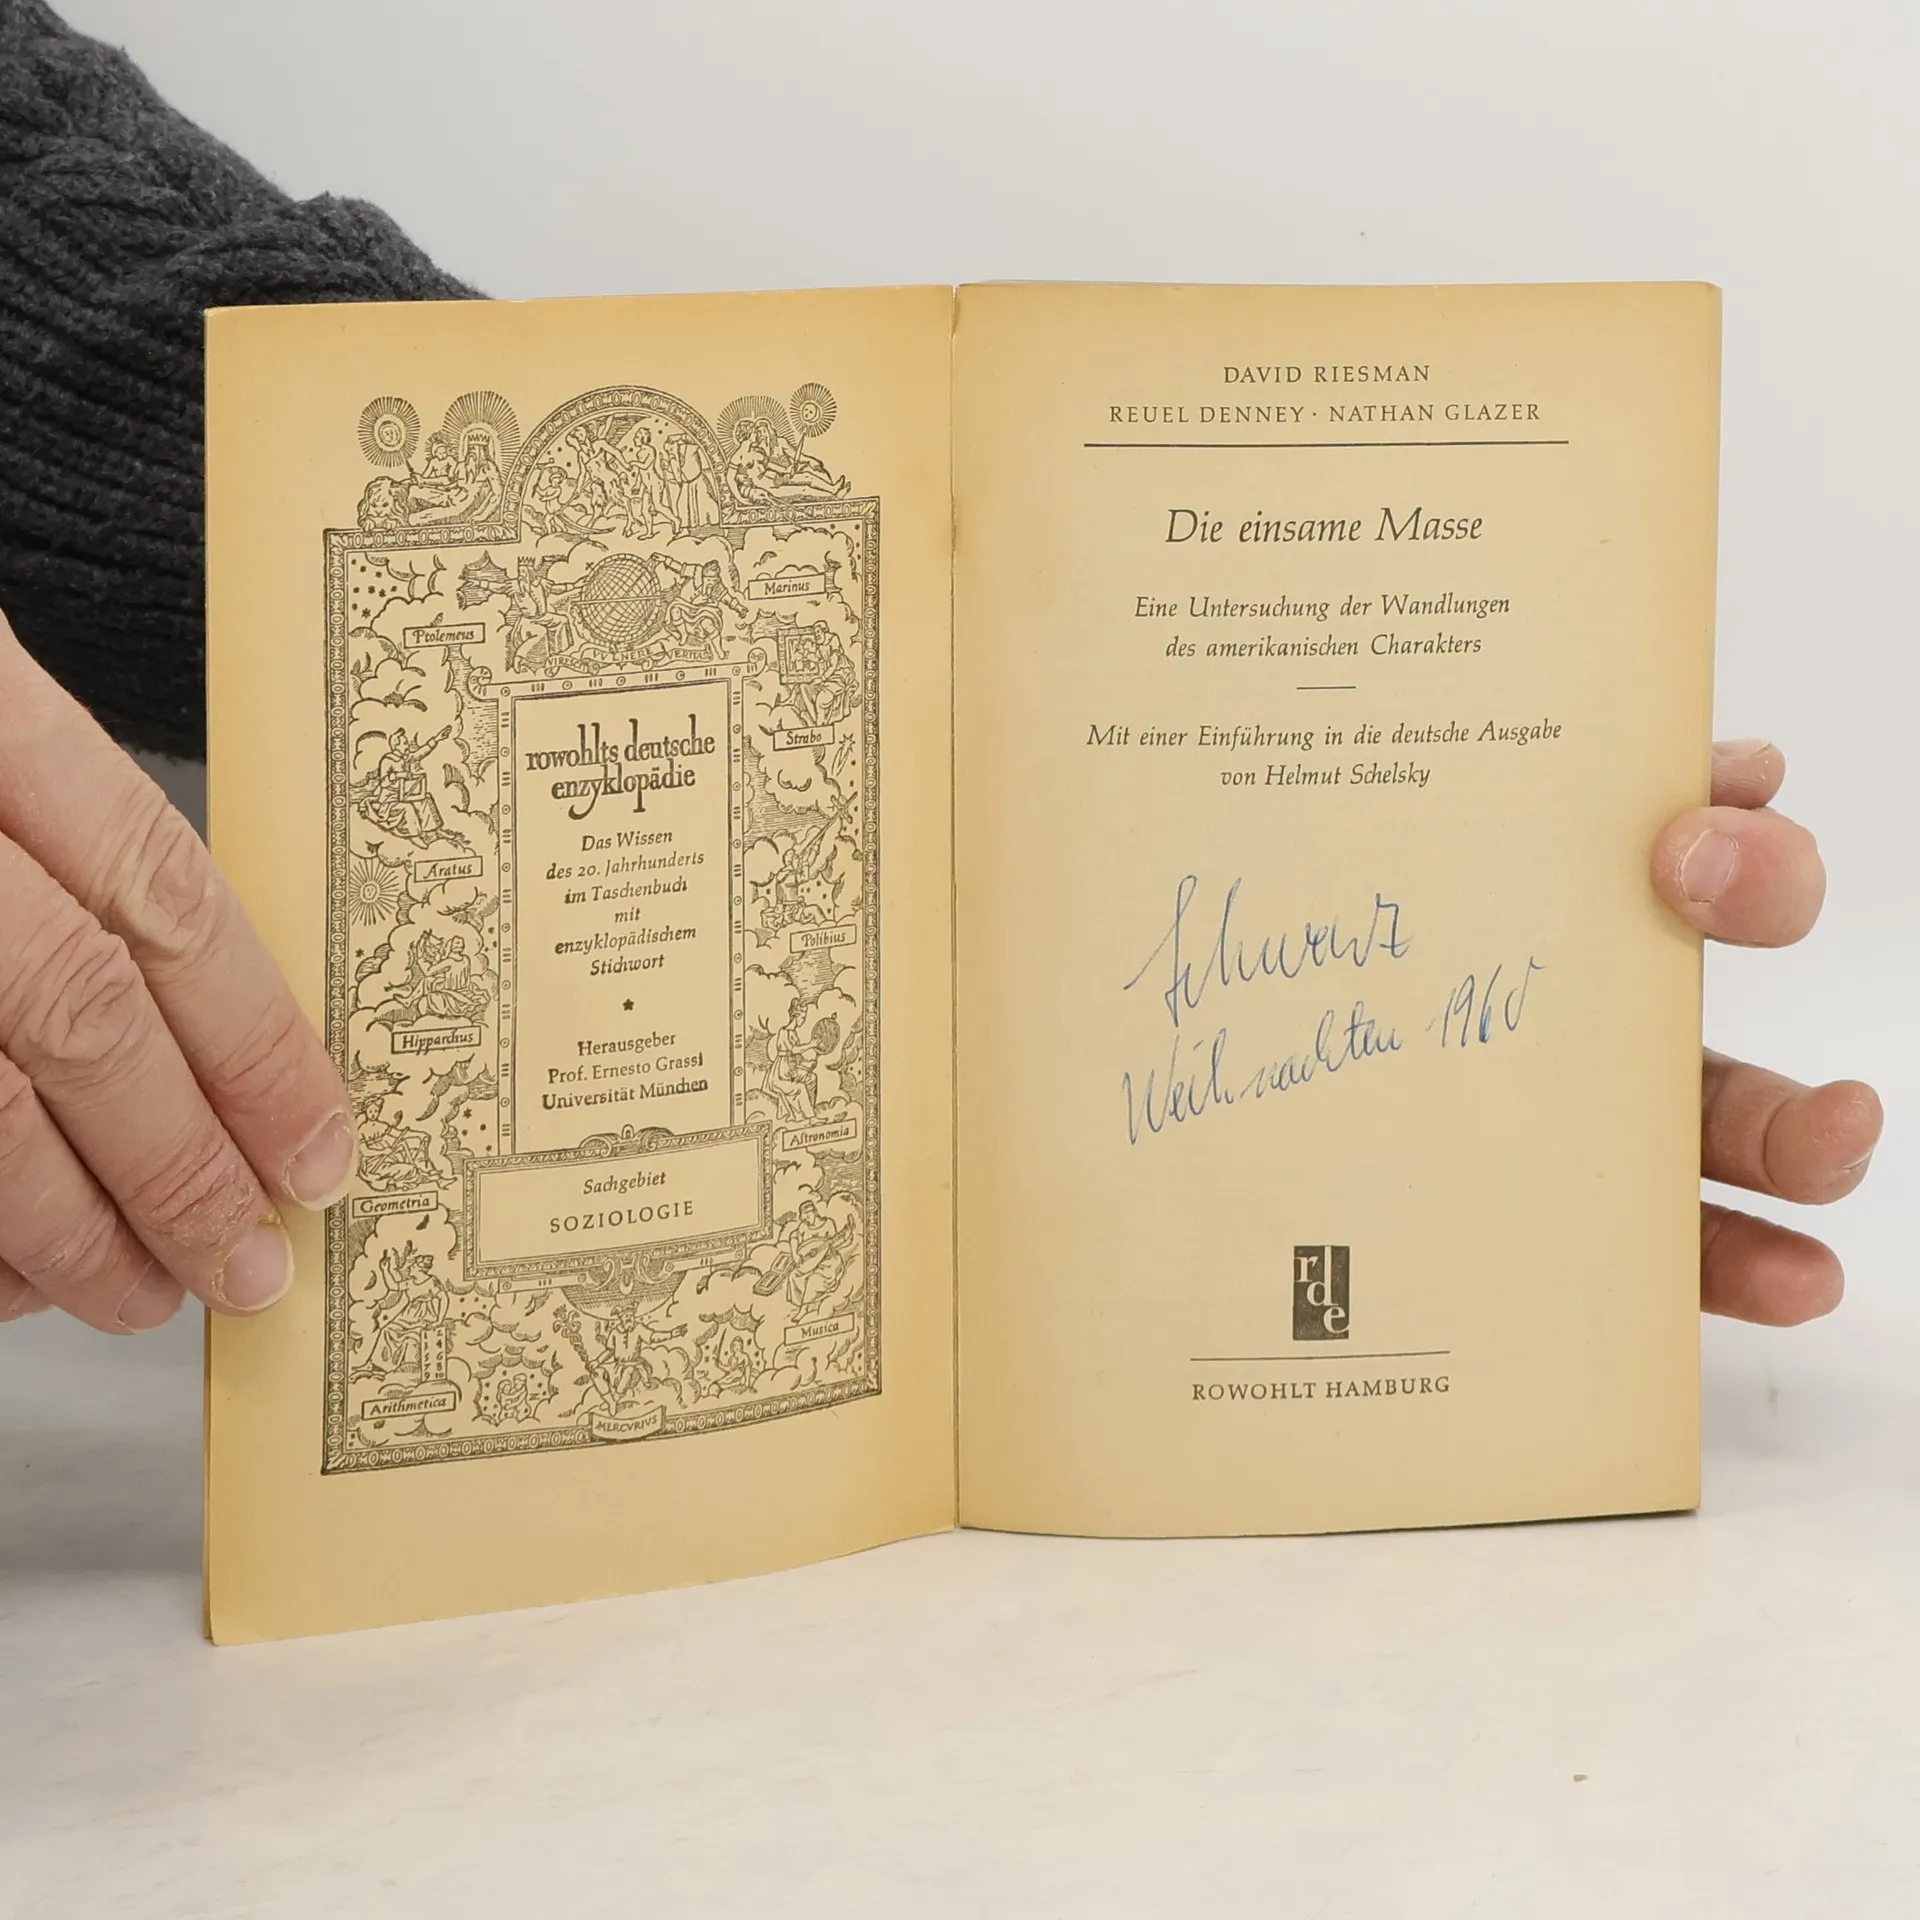 Marinus
Ptolemeus
VIRESCIT VVLNERE VERITAS
Strabo
rowohlts deutsche
enzyklopädie
Das Wissen
des 20. Jahrhunderts
im Taschenbuch
mit
enzyklopädischem
Stichwort
*
Herausgeber
Prof. Ernesto Grassi
Universität München
Aratus
Polibius
Hipparchus
Astronomia
Sachgebiet
SOZIOLOGIE
Geometria
Musica
Arithmetica
MERCVRIVS
DAVID RIESMAN
REUEL DENNEY · NATHAN GLAZER
Die einsame Masse
Eine Untersuchung der Wandlungen
des amerikanischen Charakters
Mit einer Einführung in die deutsche Ausgabe
von Helmut Schelsky
Schwarz
Weihnachten 1960
rde
ROWOHLT HAMBURG